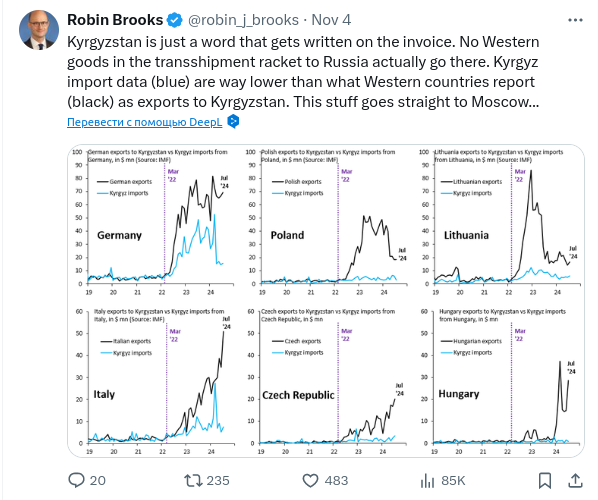 Robin Brooks @robin_j_brooks · Nov 4
Kyrgyzstan is just a word that gets written on the invoice. No Western
goods in the transshipment racket to Russia actually go there. Kyrgyz
import data (blue) are way lower than what Western countries report
(black) as exports to Kyrgyzstan. This stuff goes straight to Moscow...
Перевести с помощью DeepL
German exports to Kyrgyzstan vs Kyrgyz imports from
Germany, in $ mn (Source: IMF)
100
90
80
70
60
50
40
30
20
10
0
Mar
'22
Jul
'24
German exports
Kyrgyz imports
Germany
19 20 21 22 23 24
Polish exports to Kyrgyzstan vs Kyrgyz imports from
Poland, in $ mn (Source: IMF)
100
90
80
70
60
50
40
30
20
10
0
Mar
'22
Polish exports
Kyrgyz imports
Poland
Jul
'24
19 20 21 22 23 24
Lithuania exports to Kyrgyzstan vs Kyrgyz imports
from Lithuania, in $ mn (Source: IMF)
100
90
80
70
60
50
40
30
20
10
0
Mar
'22
Lithuanian exports
Kyrgyz imports
Lithuania
Jul
'24
19 20 21 22 23 24
Italy exports to Kyrgyzstan vs Kyrgyz imports from
Italy, in $ mn (Source: IMF)
60
50
40
30
20
10
0
Mar
'22
Jul
'24
Italian exports
Kyrgyz imports
Italy
19 20 21 22 23 24
Czech exports to Kyrgyzstan vs Kyrgyz imports from
Czech Republic, in $ mn
60
50
40
30
20
10
0
Mar
'22
Czech exports
Kyrgyz imports
Czech Republic
Jul
'24
19 20 21 22 23 24
Hungary exports to Kyrgyzstan vs Kyrgyz imports
from Hungary, in $ mn (Source: IMF)
60
50
40
30
20
10
0
Mar
'22
Hungarian exports
Kyrgyz imports
Hungary
Jul
'24
19 20 21 22 23 24
20 235 483 85K